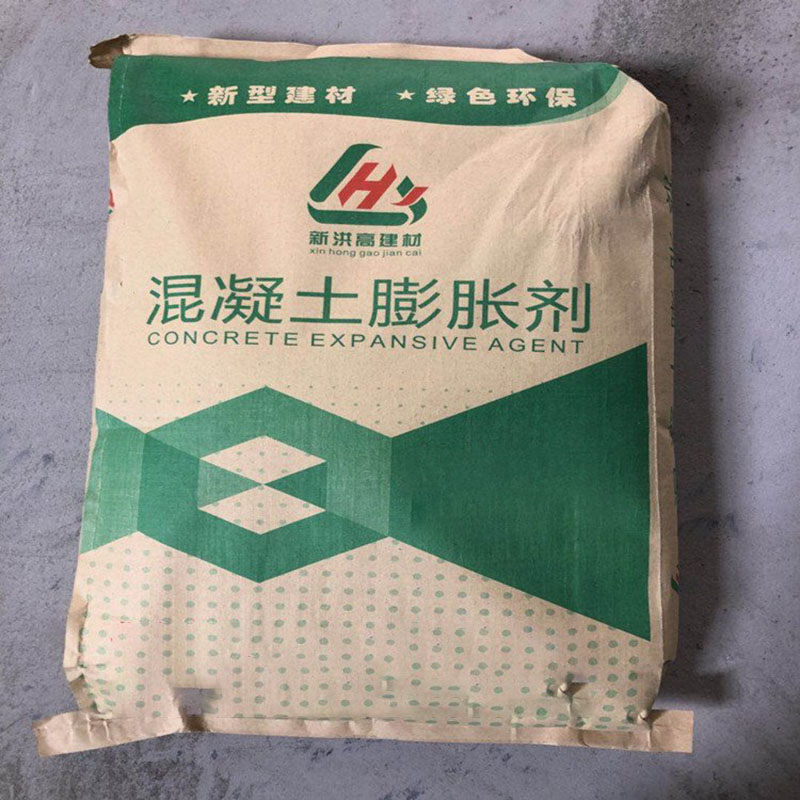 ★ 新型建材 ★ 绿色环保
新洪高建材
xin hong gao jian cai
混凝土膨胀剂
CONCRETE EXPANSIVE AGENT